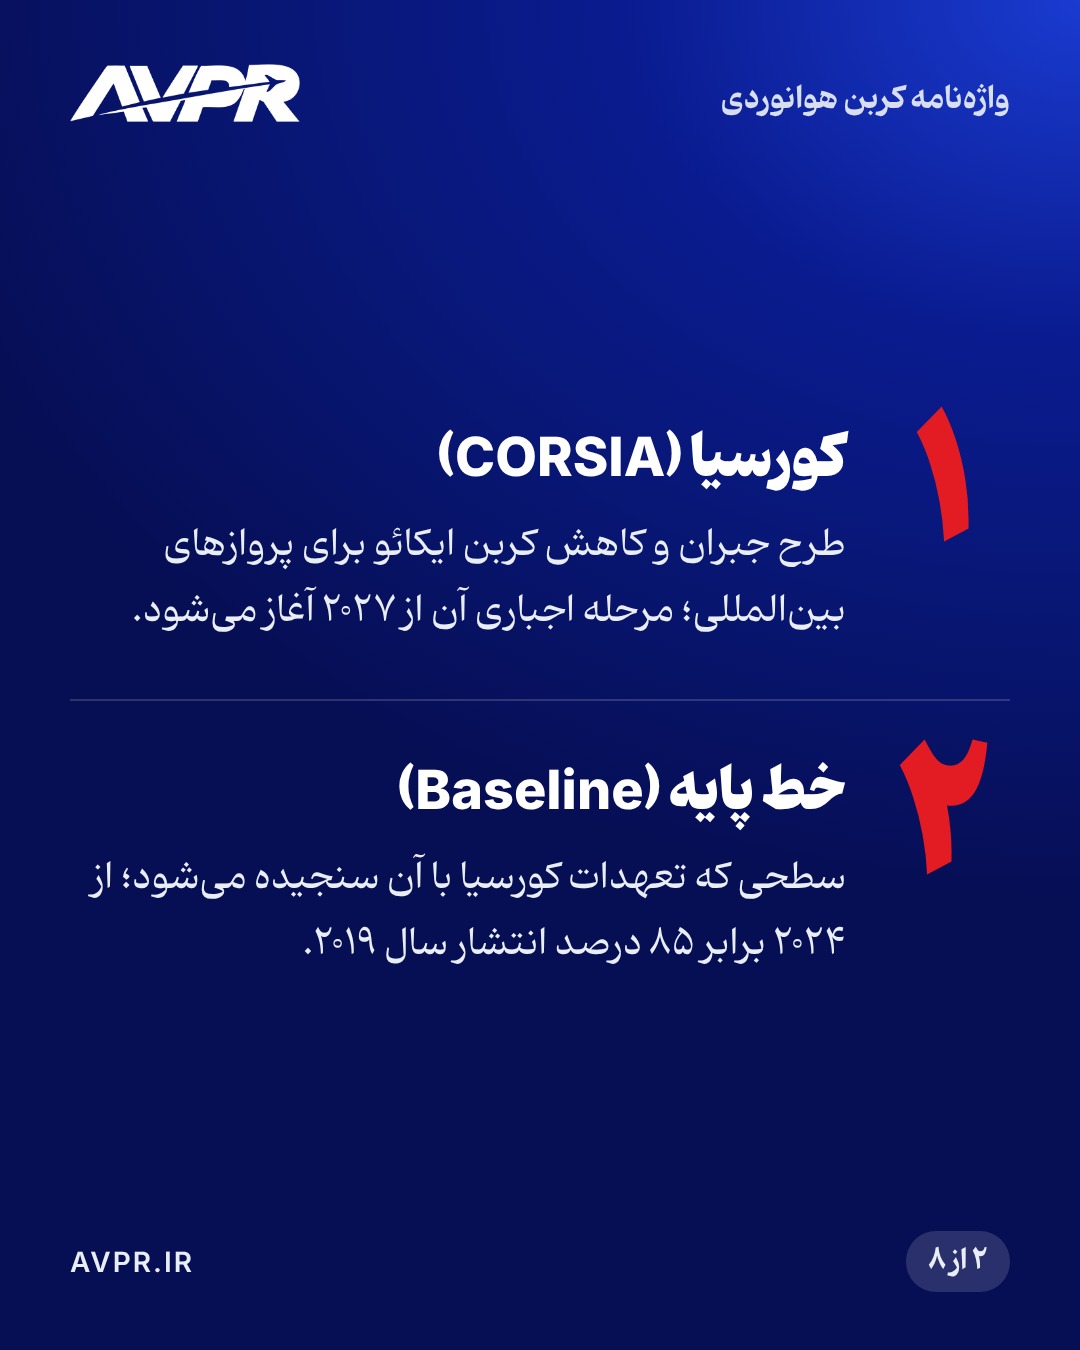 واژه‌نامه کربن هوانوردی
AVPR
۱
کورسیا (CORSIA)
طرح جبران و کاهش کربن ایکائو برای پروازهای
بین‌المللی؛ مرحله اجباری آن از ۲۰۲۷ آغاز می‌شود.
۲
خط پایه (Baseline)
سطحی که تعهدات کورسیا با آن سنجیده می‌شود؛ از
۲۰۲۴ برابر ۸۵ درصد انتشار سال ۲۰۱۹.
۲ از ۸
AVPR.IR